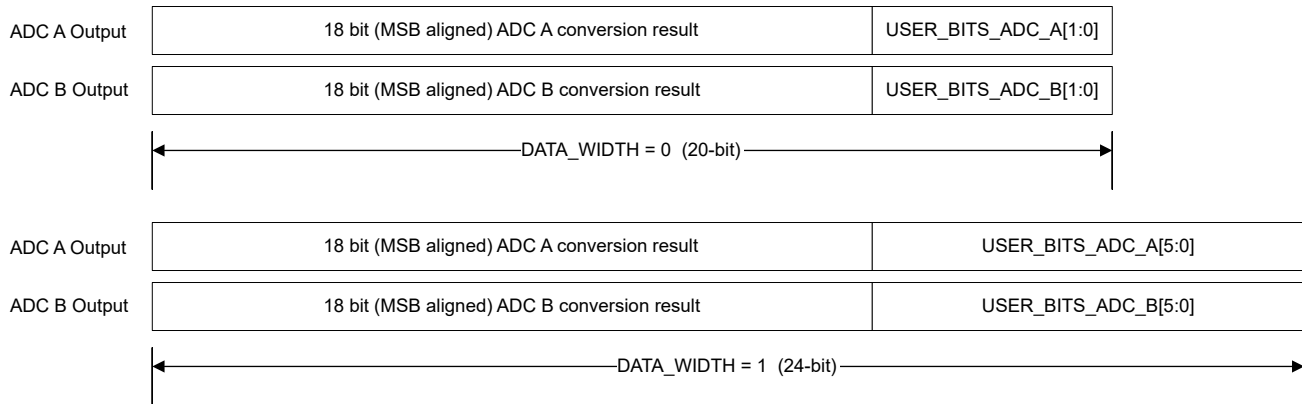 ADC A Output 18 bit (MSB aligned) ADC A conversion result USER_BITS_ADC_A[1:0]
ADC B Output 18 bit (MSB aligned) ADC B conversion result USER_BITS_ADC_B[1:0]
DATA_WIDTH = 0 (20-bit)
ADC A Output 18 bit (MSB aligned) ADC A conversion result USER_BITS_ADC_A[5:0]
ADC B Output 18 bit (MSB aligned) ADC B conversion result USER_BITS_ADC_B[5:0]
DATA_WIDTH = 1 (24-bit)